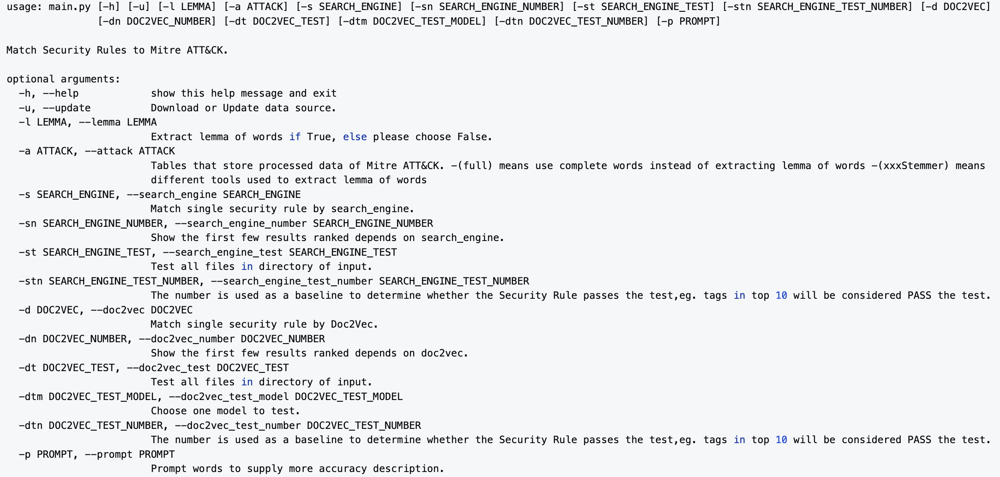 usage: main.py [-h] [-u] [-l LEMMA] [-a ATTACK] [-s SEARCH_ENGINE] [-sn SEARCH_ENGINE_NUMBER] [-st SEARCH_ENGINE_TEST] [-stn SEARCH_ENGINE_TEST_NUMBER] [-d DOC2VEC]
[-dn DOC2VEC_NUMBER] [-dt DOC2VEC_TEST] [-dtm DOC2VEC_TEST_MODEL] [-dtn DOC2VEC_TEST_NUMBER] [-p PROMPT]
Match Security Rules to Mitre ATT&CK.
optional arguments:
-h, --help show this help message and exit
-u, --update Download or Update data source.
-l LEMMA, --lemma LEMMA
Extract lemma of words if True, else please choose False.
-a ATTACK, --attack ATTACK
Tables that store processed data of Mitre ATT&CK. -(full) means use complete words instead of extracting lemma of words -(xxxStemmer) means
different tools used to extract lemma of words
-s SEARCH_ENGINE, --search_engine SEARCH_ENGINE
Match single security rule by search_engine.
-sn SEARCH_ENGINE_NUMBER, --search_engine_number SEARCH_ENGINE_NUMBER
Show the first few results ranked depends on search_engine.
-st SEARCH_ENGINE_TEST, --search_engine_test SEARCH_ENGINE_TEST
Test all files in directory of input.
-stn SEARCH_ENGINE_TEST_NUMBER, --search_engine_test_number SEARCH_ENGINE_TEST_NUMBER
The number is used as a baseline to determine whether the Security Rule passes the test,eg. tags in top 10 will be considered PASS the test.
-d DOC2VEC, --doc2vec DOC2VEC
Match single security rule by Doc2Vec.
-dn DOC2VEC_NUMBER, --doc2vec_number DOC2VEC_NUMBER
Show the first few results ranked depends on doc2vec.
-dt DOC2VEC_TEST, --doc2vec_test DOC2VEC_TEST
Test all files in directory of input.
-dtm DOC2VEC_TEST_MODEL, --doc2vec_test_model DOC2VEC_TEST_MODEL
Choose one model to test.
-dtn DOC2VEC_TEST_NUMBER, --doc2vec_test_number DOC2VEC_TEST_NUMBER
The number is used as a baseline to determine whether the Security Rule passes the test,eg. tags in top 10 will be considered PASS the test.
-p PROMPT, --prompt PROMPT
Prompt words to supply more accuracy description.